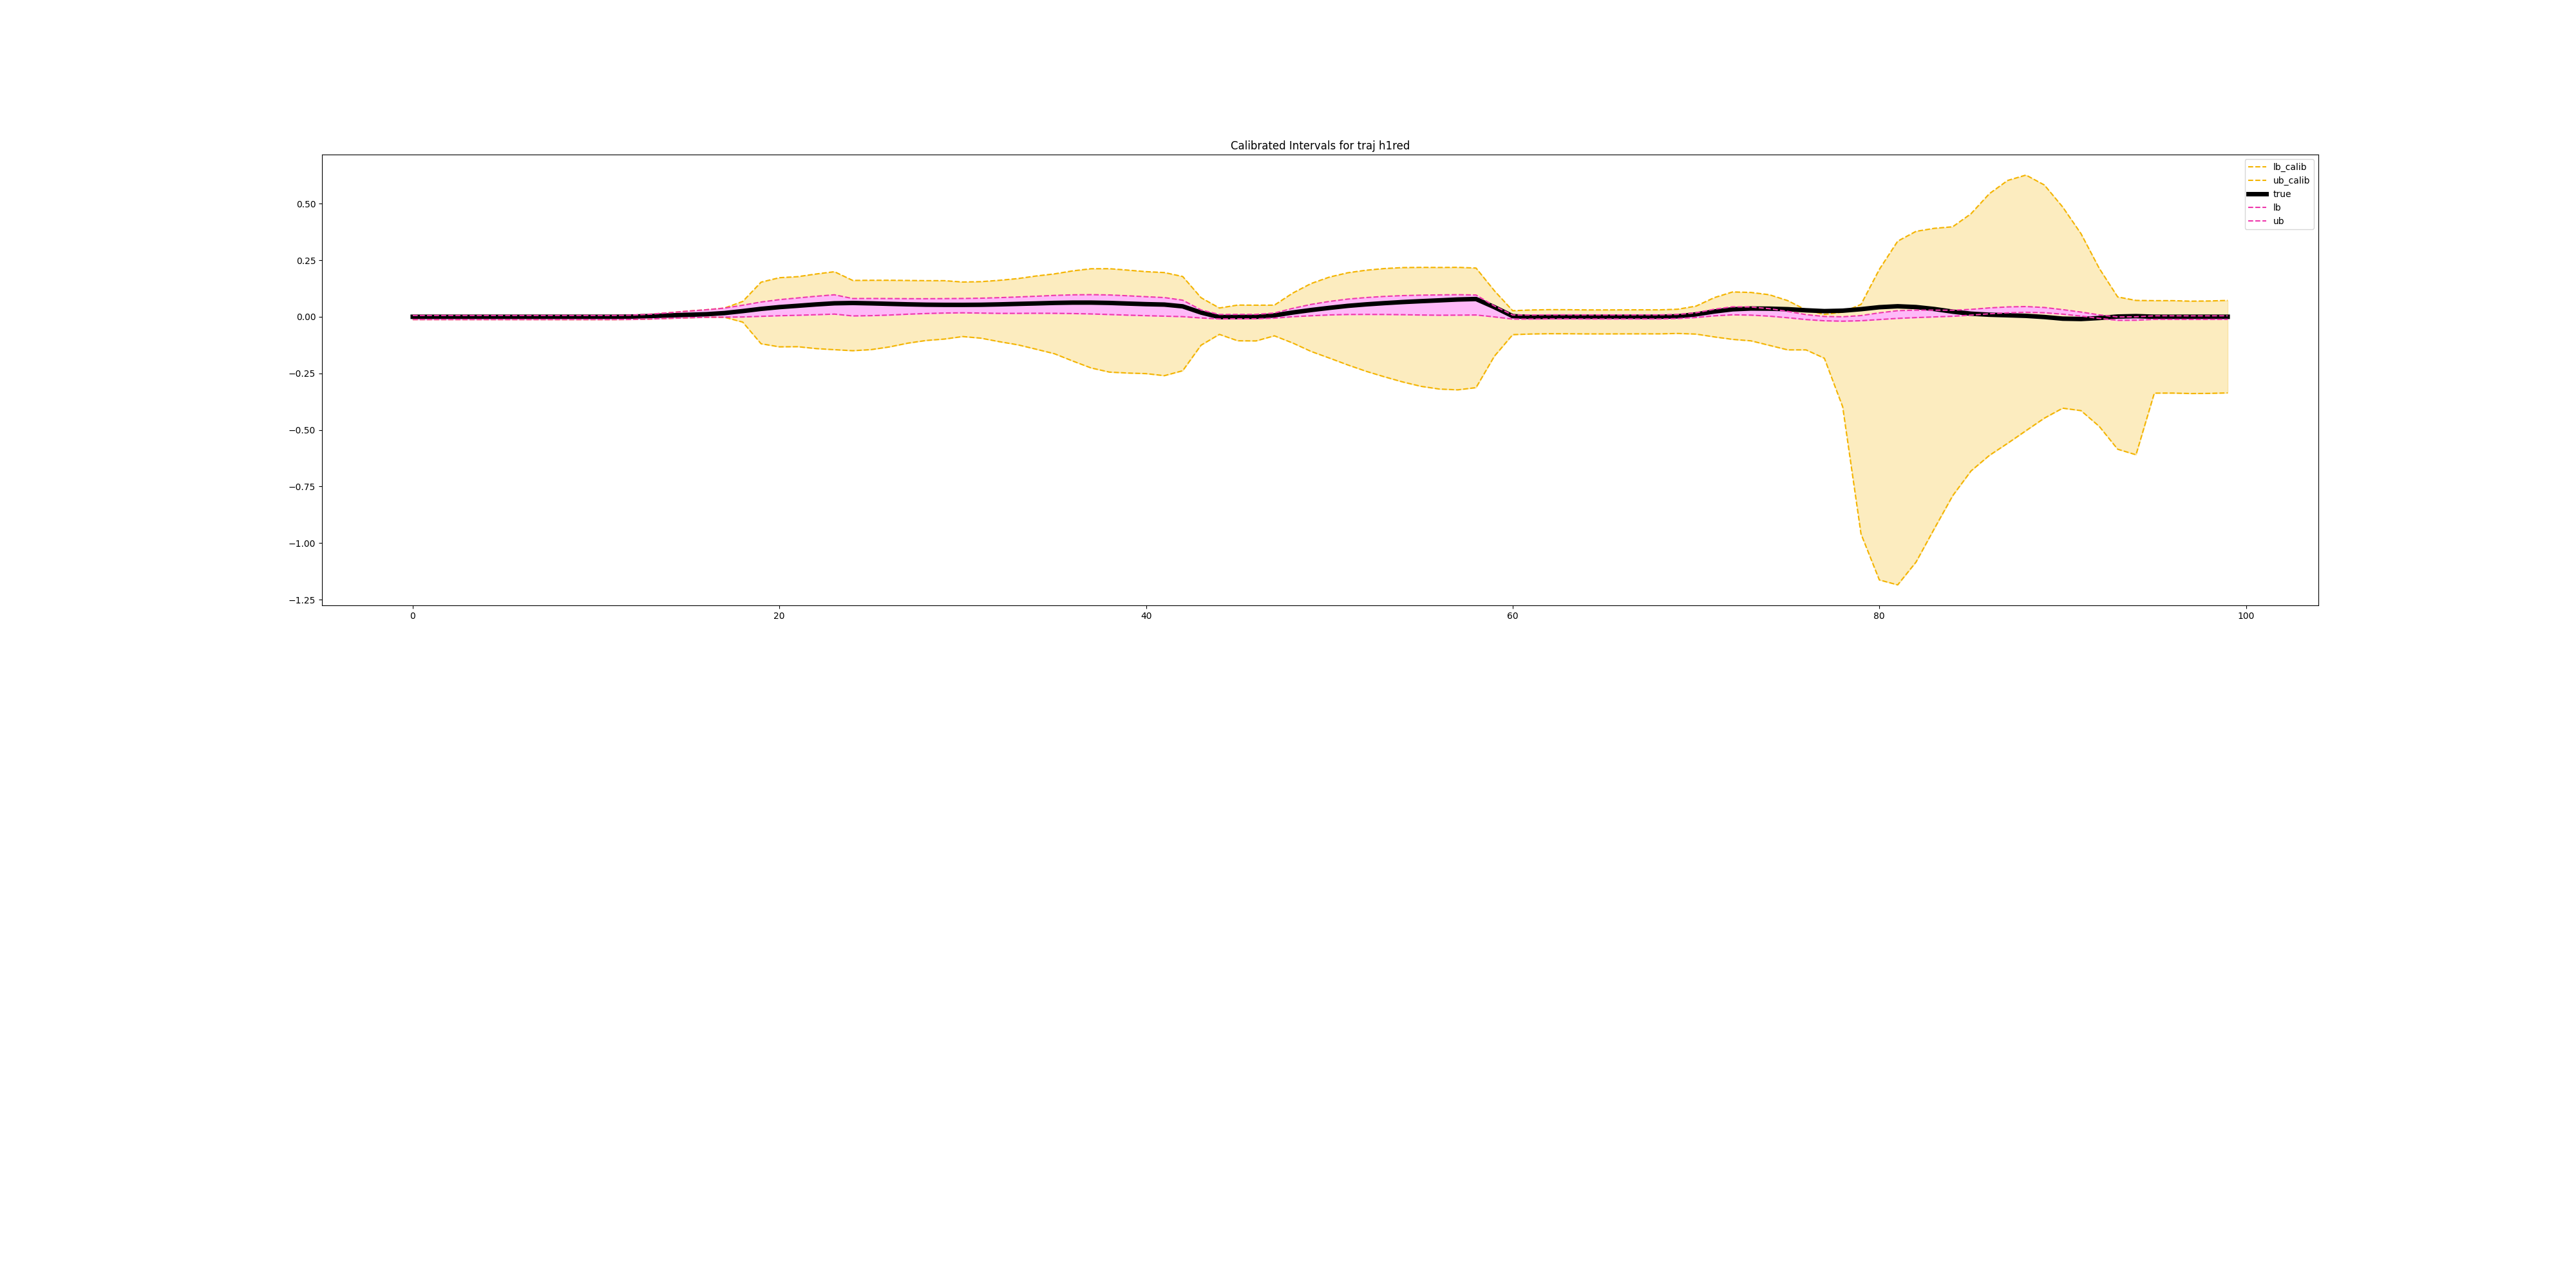 Calibrated Intervals for traj h1red
lb_calib
ub_calib
true
lb
ub
0.50
0.25
0.00
−0.25
−0.50
−0.75
−1.00
−1.25
0 20 40 60 80 100